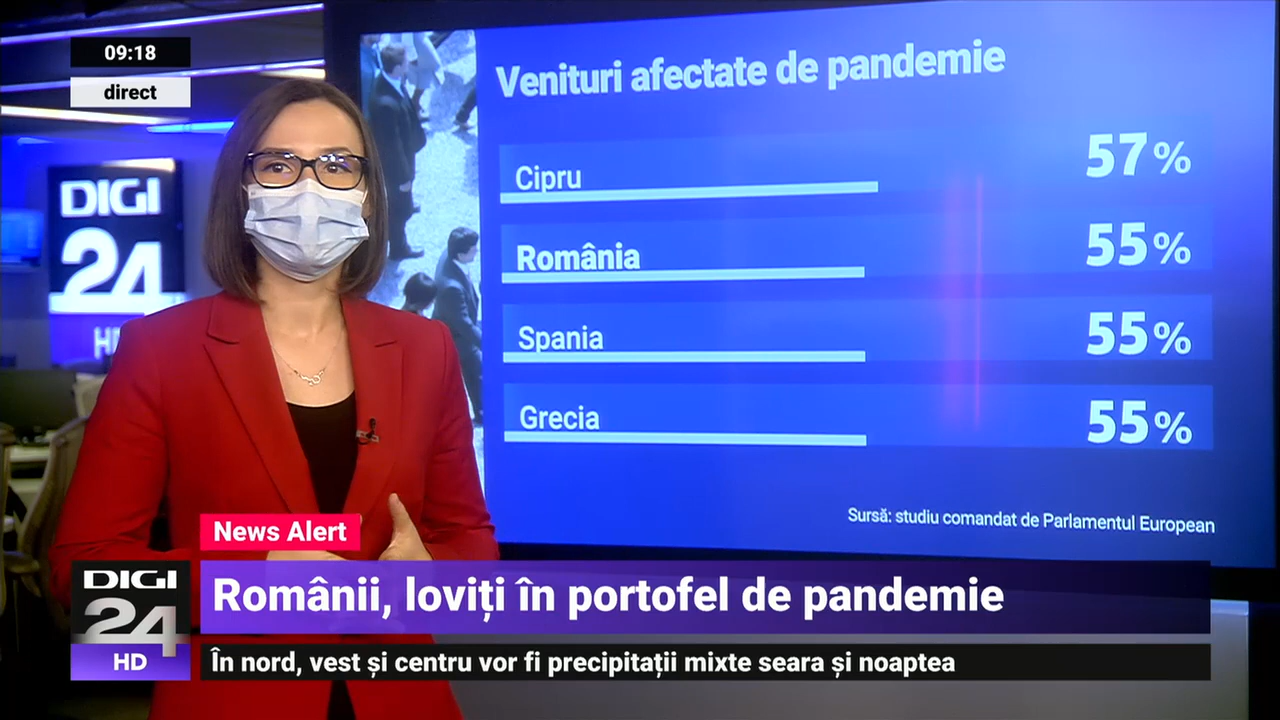 09:18
direct
DIGI
24
Venituri afectate de pandemie
Cipru 57%
România 55%
Spania 55%
Grecia 55%
Sursă: studiu comandat de Parlamentul European
News Alert
DIGI
24
HD
Românii, loviți în portofel de pandemie
În nord, vest și centru vor fi precipitații mixte seara și noaptea